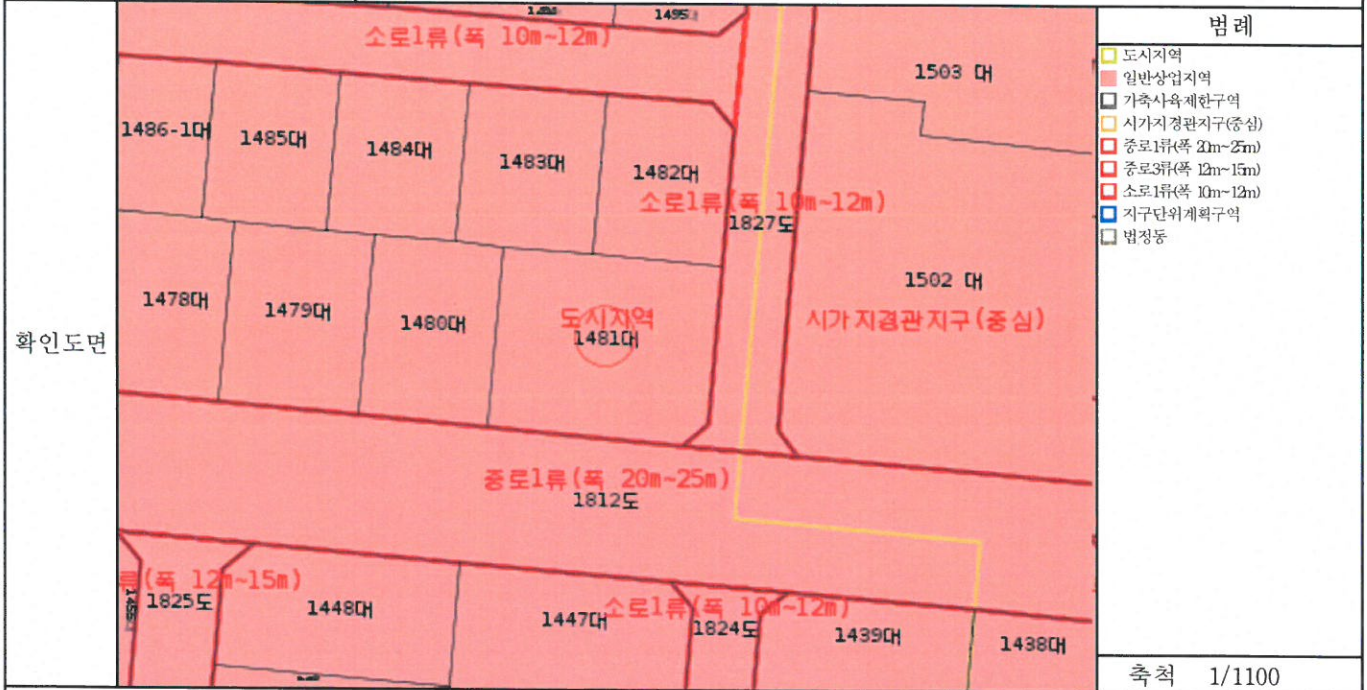 확인도면
1495
소로1류(폭 10m~12m)
1503 대
1486-1대
1485대
1484대
1483대
1482대
소로1류(폭 10m~12m)
1827도
1502 대
1478대
1479대
1480대
도시지역
1481대
시가지경관지구(중심)
중로1류(폭 20m~25m)
1812도
류(폭 12m~15m)
1825도
1448대
1447대
소로1류(폭 10m~12m)
1824도
1439대
1438대
범례
도시지역
일반상업지역
가축사육제한구역
시가지경관지구(중심)
중로1류(폭 20m~25m)
중로3류(폭 12m~15m)
소로1류(폭 10m~12m)
지구단위계획구역
법정동
축척 1/1100